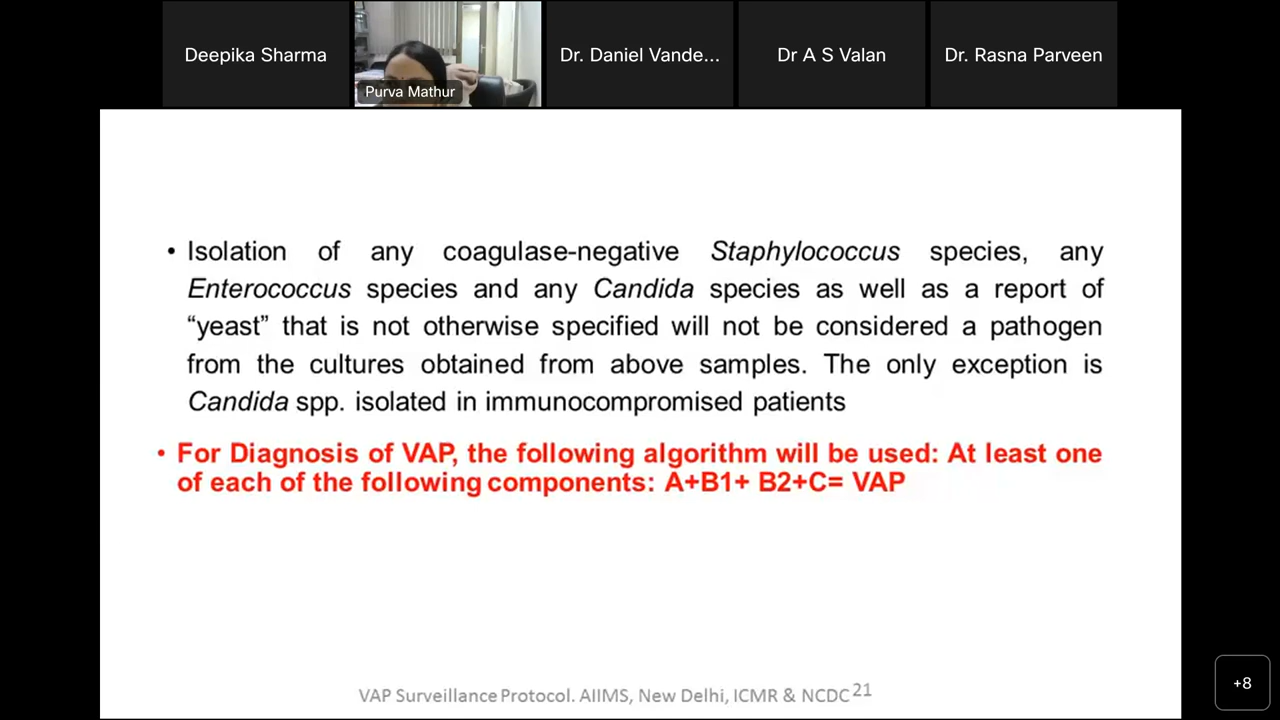 Deepika Sharma
Purva Mathur
Dr. Daniel Vande...
Dr A S Valan
Dr. Rasna Parveen
• Isolation of any coagulase-negative Staphylococcus species, any
Enterococcus species and any Candida species as well as a report of
“yeast” that is not otherwise specified will not be considered a pathogen
from the cultures obtained from above samples. The only exception is
Candida spp. isolated in immunocompromised patients
• For Diagnosis of VAP, the following algorithm will be used: At least one
of each of the following components: A+B1+ B2+C= VAP
VAP Surveillance Protocol. AIIMS, New Delhi, ICMR & NCDC 21
+8